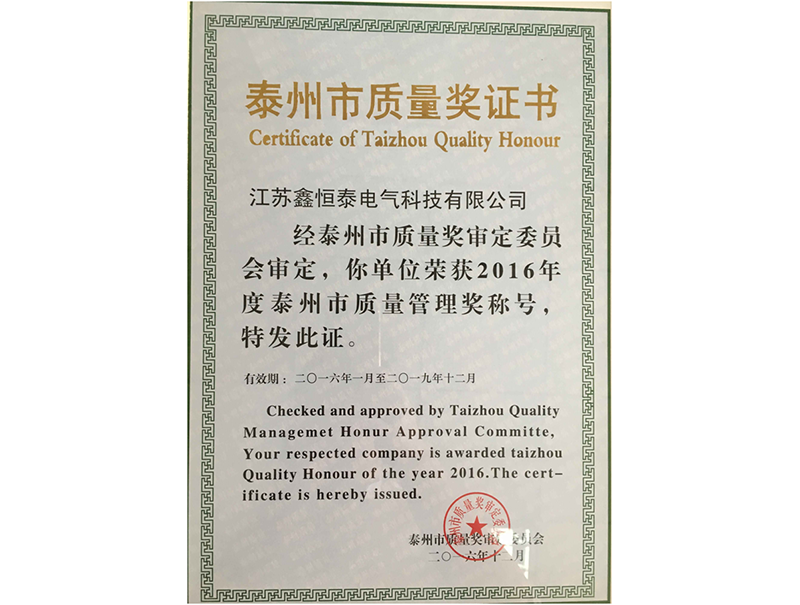 泰州市质量奖证书
Certificate of Taizhou Quality Honour
江苏鑫恒泰电气科技有限公司
经泰州市质量奖审定委员
会审定，你单位荣获2016年
度泰州市质量管理奖称号，
特发此证。
有效期：二〇一六年一月至二〇一九年十二月
Checked and approved by Taizhou Quality
Managemet Honur Approval Committe,
Your respected company is awarded taizhou
Quality Honour of the year 2016.The cert-
ificate is hereby issued.
泰州市质量奖审定委员会
二〇一六年十二月